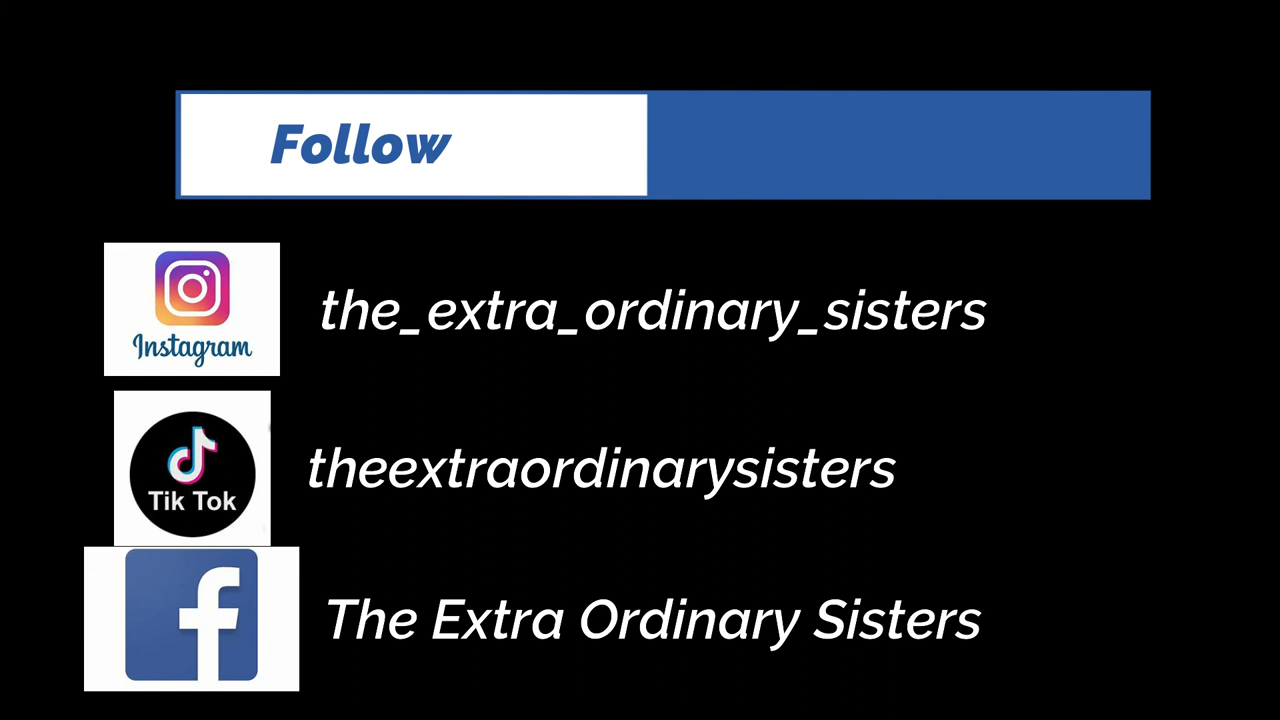 Follow
Instagram
the_extra_ordinary_sisters
Tik Tok
theextraordinarysisters
f
The Extra Ordinary Sisters